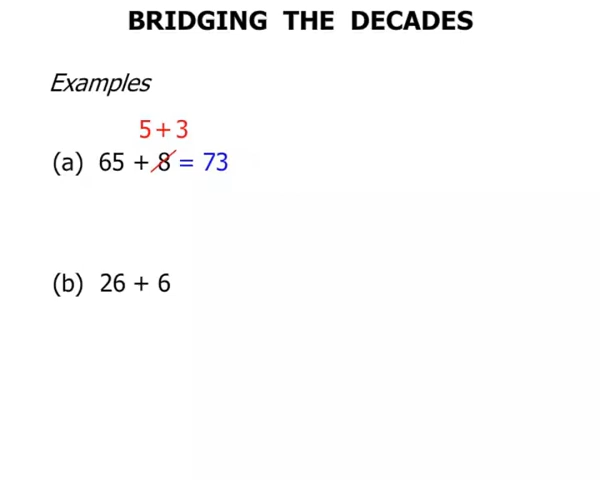 BRIDGING THE DECADES
Examples
5 + 3
(a) 65 + 8 = 73
(b) 26 + 6